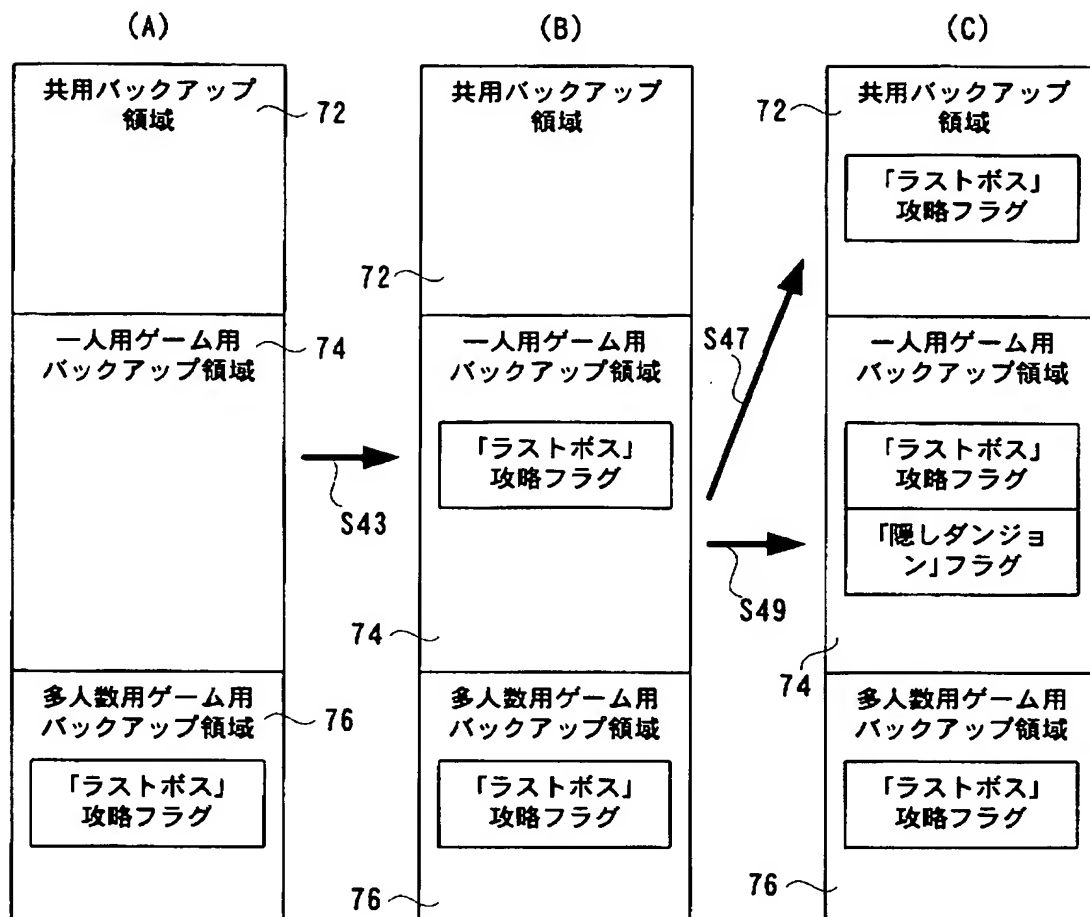 (A)
共用バックアップ
領域
72
一人用ゲーム用
バックアップ領域
74
多人数用ゲーム用
バックアップ領域
76
「ラストボス」
攻略フラグ
S43
(B)
共用バックアップ
領域
72
一人用ゲーム用
バックアップ領域
「ラストボス」
攻略フラグ
74
多人数用ゲーム用
バックアップ領域
「ラストボス」
攻略フラグ
76
S47
S49
(C)
72
共用バックアップ
領域
「ラストボス」
攻略フラグ
一人用ゲーム用
バックアップ領域
「ラストボス」
攻略フラグ
「隠しダンジョ
ン」フラグ
74
多人数用ゲーム用
バックアップ領域
「ラストボス」
攻略フラグ
76